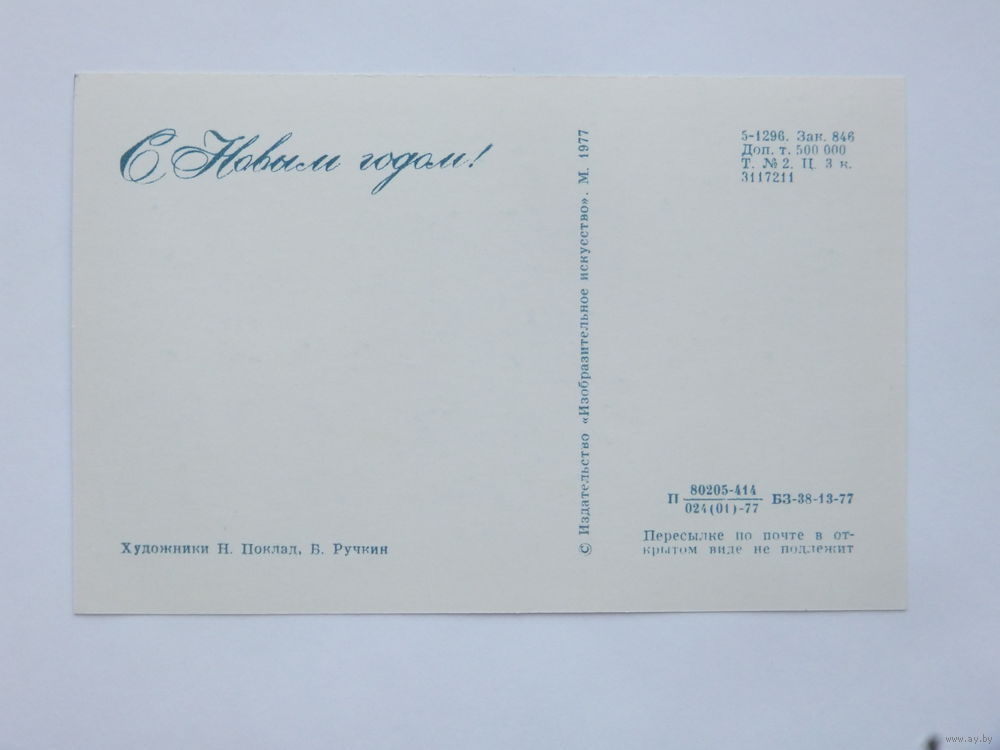 С Новым годом!
Художники Н. Поклад, Б. Ручкин
© Издательство «Изобразительное искусство». М. 1977
5-1296. Зак. 846
Доп. т. 500 000
Т. № 2. Ц. 3 к.
3117211
П 80205-414 БЗ-38-13-77
024(01)-77
Пересылке по почте в от-
крытом виде не подлежит
www.ay.by